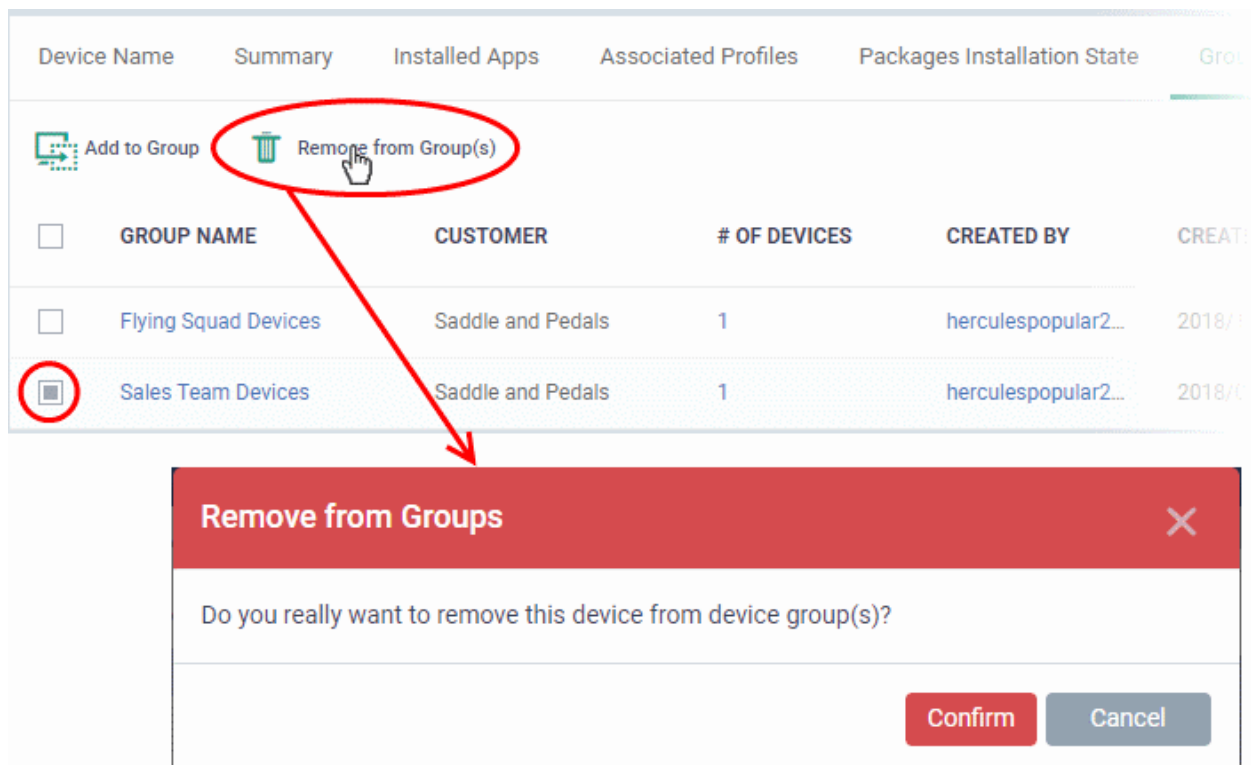 Device Name Summary Installed Apps Associated Profiles Packages Installation State
Add to Group Remove from Group(s)
GROUP NAME CUSTOMER # OF DEVICES CREATED BY
Flying Squad Devices Saddle and Pedals 1 herculespopular2...
Sales Team Devices Saddle and Pedals 1 herculespopular2...
Remove from Groups
Do you really want to remove this device from device group(s)?
Confirm Cancel